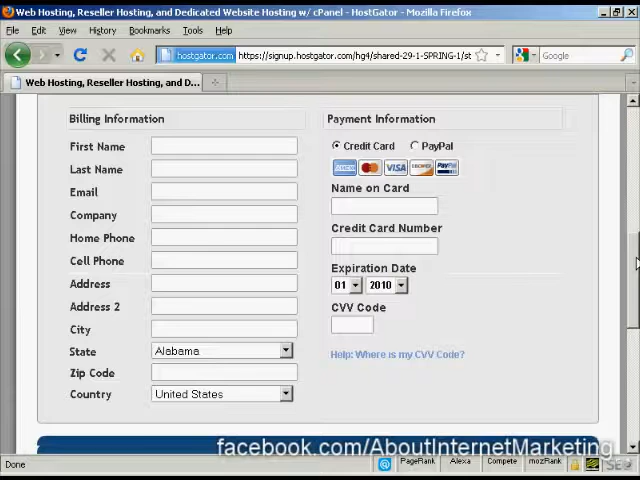 Web Hosting, Reseller Hosting, and Dedicated Website Hosting w/ cPanel - HostGator - Mozilla Firefox
File Edit View History Bookmarks Tools Help
hostgator.com https://signup.hostgator.com/hg4/shared-29-1-SPRING-1/st
Google
Web Hosting, Reseller Hosting, and D...
Billing Information
First Name
Last Name
Email
Company
Home Phone
Cell Phone
Address
Address 2
City
State Alabama
Zip Code
Country United States
Payment Information
Credit Card PayPal
VISA PayPal
Name on Card
Credit Card Number
Expiration Date
01 2010
CVV Code
Help: Where is my CVV Code?
facebook.com/AboutInternetMarketing
Done
PageRank Alexa Compete mozRank